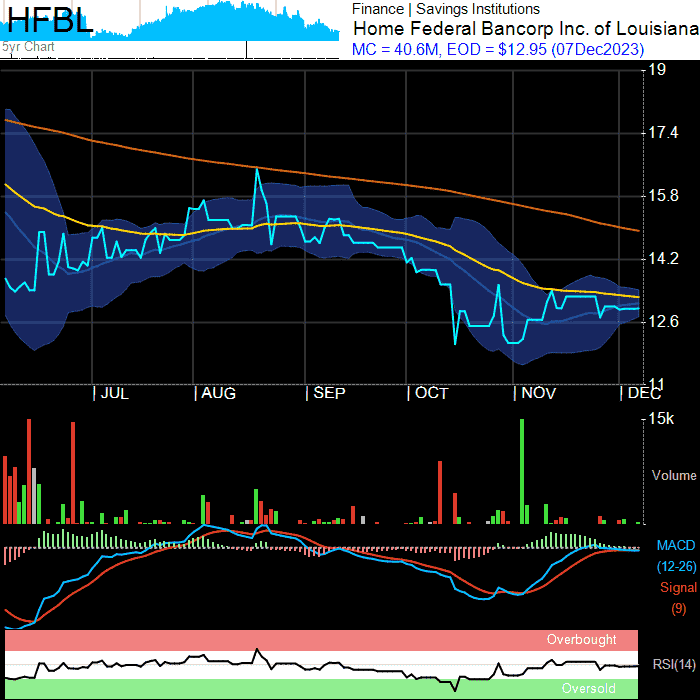 HFBL
5yr Chart
Finance | Savings Institutions
Home Federal Bancorp Inc. of Louisiana
MC = 40.6M, EOD = $12.95 (07Dec2023)
19
17.4
15.8
14.2
12.6
11
JUL AUG SEP OCT NOV DEC
15k
Volume
MACD
(12-26)
Signal
(9)
Overbought
RSI(14)
Oversold